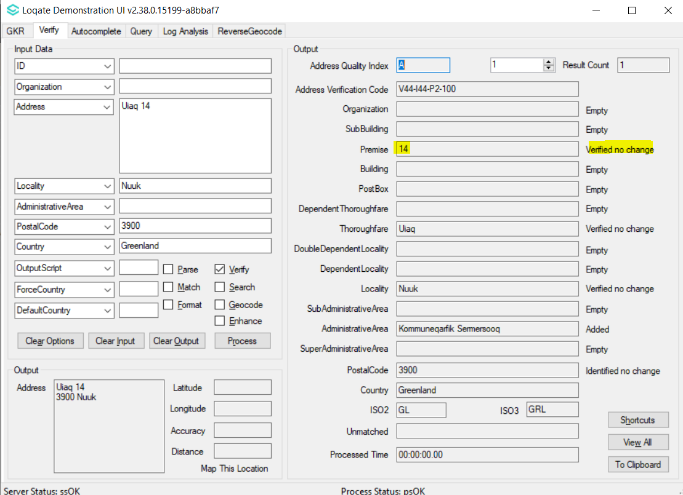 Loqate Demonstration UI v2.38.0.15199-a8bbaf7
GKR Verify Autocomplete Query Log Analysis ReverseGeocode
Input Data
ID
Organization
Address Uiaq 14
Locality Nuuk
AdministrativeArea
PostalCode 3900
Country Greenland
OutputScript Parse Verify
ForceCountry Match Search
DefaultCountry Format Geocode
Enhance
Clear Options Clear Input Clear Output Process
Output
Address Uiaq 14
3900 Nuuk
Latitude
Longitude
Accuracy
Distance
Map This Location
Output
Address Quality Index A 1 Result Count 1
Address Verification Code V44-I44-P2-100
Organization Empty
SubBuilding Empty
Premise 14 Verified no change
Building Empty
PostBox Empty
DependentThoroughfare Empty
Thoroughfare Uiaq Verified no change
DoubleDependentLocality Empty
DependentLocality Empty
Locality Nuuk Verified no change
SubAdministrativeArea Empty
AdministrativeArea Kommuneqarfik Sermersooq Added
SuperAdministrativeArea Empty
PostalCode 3900 Identified no change
Country Greenland
ISO2 GL ISO3 GRL
Unmatched
Processed Time 00:00:00.00
Shortcuts
View All
To Clipboard
Server Status: ssOK Process Status: psOK